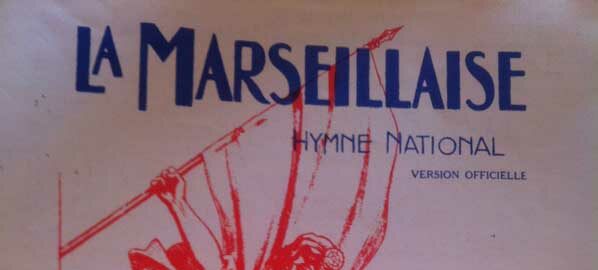 LA MARSEILLAISE
HYMNE NATIONAL
VERSION OFFICIELLE